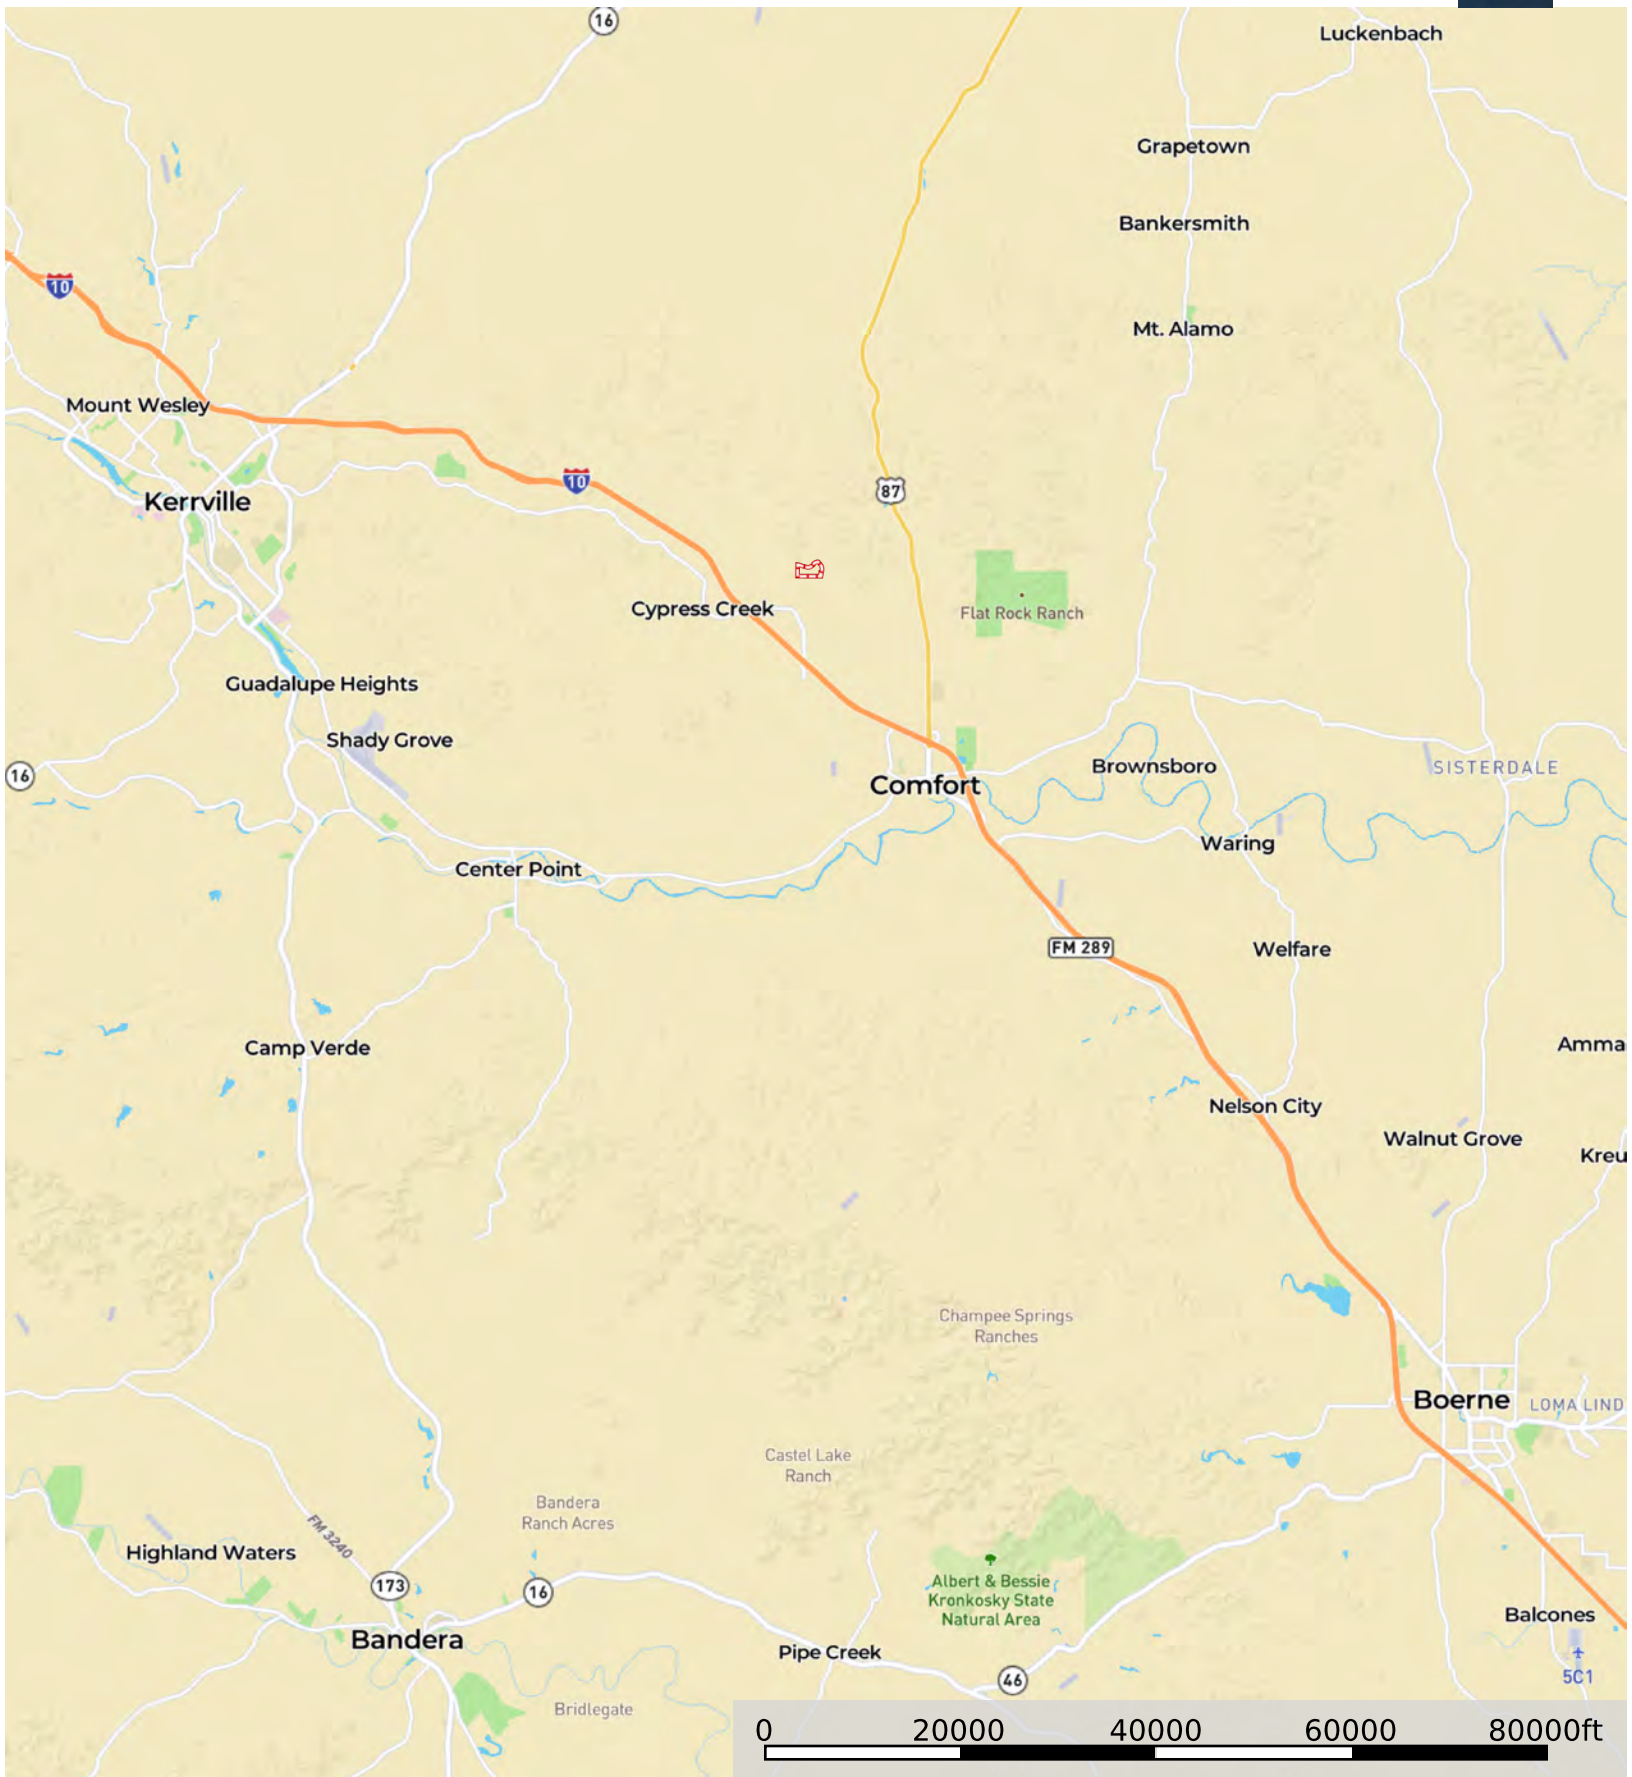 16
Luckenbach
Grapetown
Bankersmith
10
Mt. Alamo
Mount Wesley
10
87
Kerrville
Cypress Creek
Flat Rock Ranch
Guadalupe Heights
Shady Grove
16
Brownsboro
SISTERDALE
Comfort
Waring
Center Point
FM 289
Welfare
Camp Verde
Amma
Nelson City
Walnut Grove
Kreu
Champee Springs
Ranches
Boerne
LOMA LIND
Castel Lake
Ranch
Bandera
Ranch Acres
FM 3240
Highland Waters
173
16
Albert & Bessie
Kronkosky State
Natural Area
Balcones
Bandera
Pipe Creek
46
5C1
Bridlegate
0 20000 40000 60000 80000ft